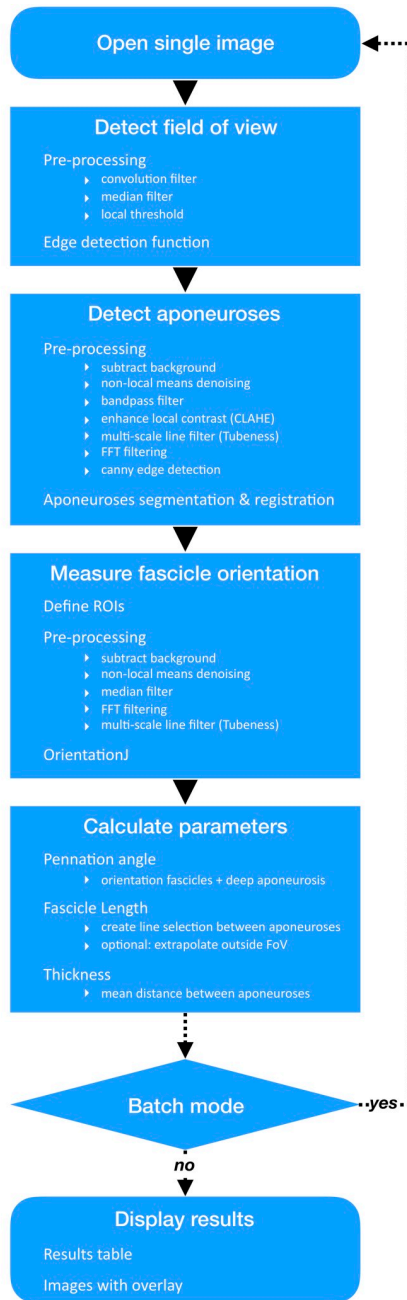 Open single image
Detect field of view
Pre-processing
convolution filter
median filter
local threshold
Edge detection function
Detect aponeuroses
Pre-processing
subtract background
non-local means denoising
bandpass filter
enhance local contrast (CLAHE)
multi-scale line filter (Tubeness)
FFT filtering
canny edge detection
Aponeuroses segmentation & registration
Measure fascicle orientation
Define ROIs
Pre-processing
subtract background
non-local means denoising
median filter
FFT filtering
multi-scale line filter (Tubeness)
OrientationJ
Calculate parameters
Pennation angle
orientation fascicles + deep aponeurosis
Fascicle Length
create line selection between aponeuroses
optional: extrapolate outside FoV
Thickness
mean distance between aponeuroses
Batch mode
yes
no
Display results
Results table
Images with overlay